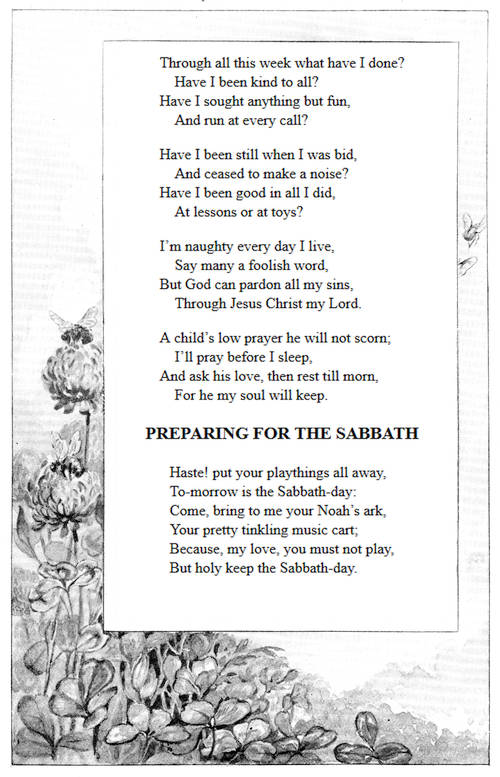 Through all this week what have I done?
Have I been kind to all?
Have I sought anything but fun,
And run at every call?
Have I been still when I was bid,
And ceased to make a noise?
Have I been good in all I did,
At lessons or at toys?
I'm naughty every day I live,
Say many a foolish word,
But God can pardon all my sins,
Through Jesus Christ my Lord.
A child's low prayer he will not scorn;
I'll pray before I sleep,
And ask his love, then rest till morn,
For he my soul will keep.
PREPARING FOR THE SABBATH
Haste! put your playthings all away,
To-morrow is the Sabbath-day:
Come, bring to me your Noah's ark,
Your pretty tinkling music cart;
Because, my love, you must not play,
But holy keep the Sabbath-day.